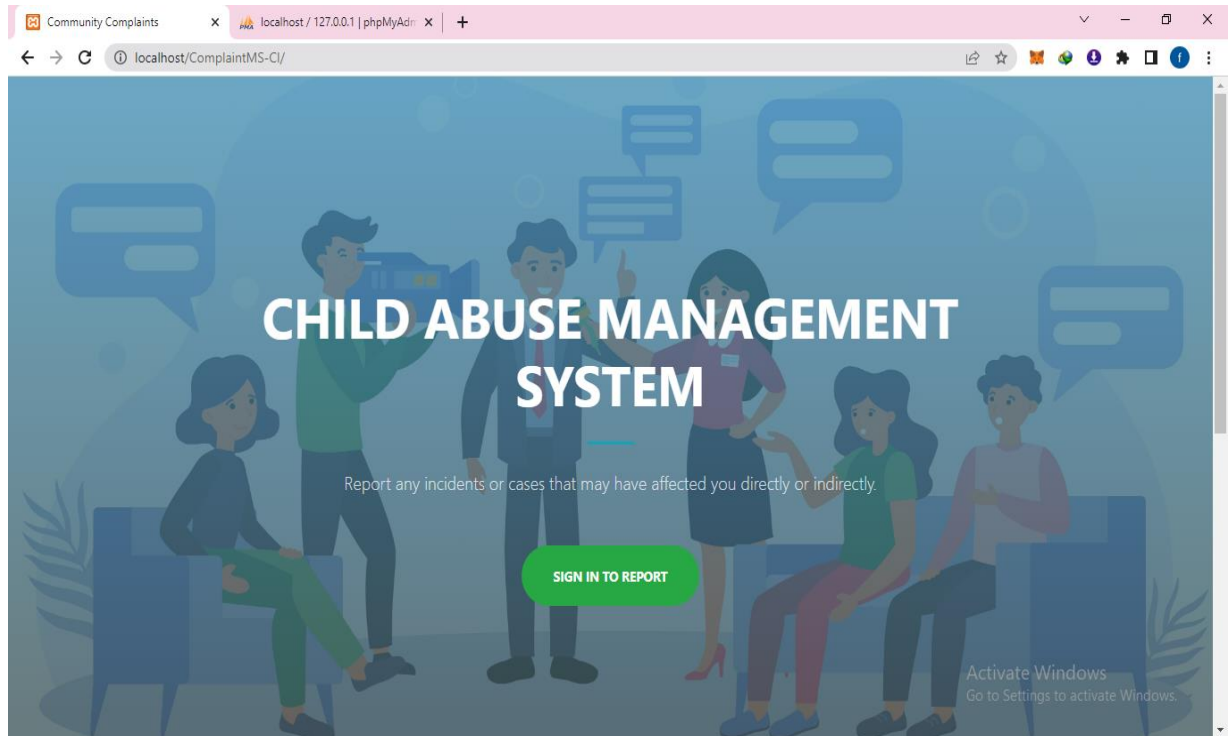 Community Complaints
localhost / 127.0.0.1 | phpMyAdm
localhost/ComplaintMS-CI/
f
CHILD ABUSE MANAGEMENT
SYSTEM
Report any incidents or cases that may have affected you directly or indirectly.
SIGN IN TO REPORT
Activate Windows
Go to Settings to activate Windows.